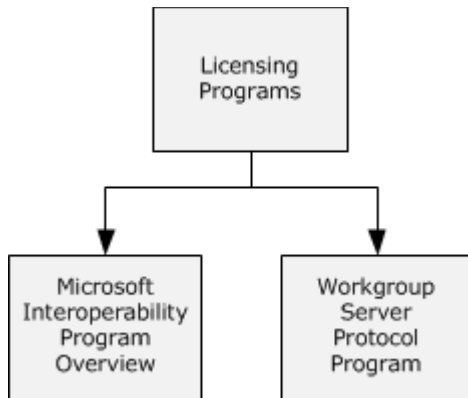 Licensing
Programs
Microsoft
Interoperability
Program
Overview
Workgroup
Server
Protocol
Program